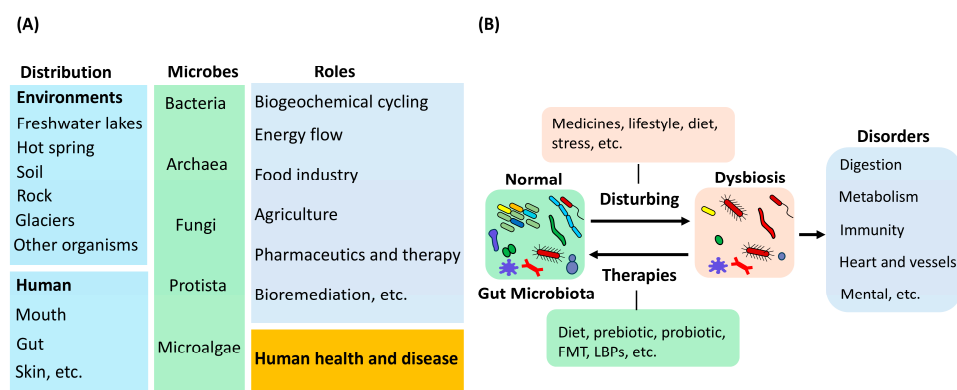 (A)
Distribution
Environments
Freshwater lakes
Hot spring
Soil
Rock
Glaciers
Other organisms
Human
Mouth
Gut
Skin, etc.
Microbes
Bacteria
Archaea
Fungi
Protista
Microalgae
Roles
Biogeochemical cycling
Energy flow
Food industry
Agriculture
Pharmaceutics and therapy
Bioremediation, etc.
Human health and disease
(B)
Medicines, lifestyle, diet,
stress, etc.
Normal
Disturbing
Dysbiosis
Therapies
Gut Microbiota
Diet, prebiotic, probiotic,
FMT, LBPs, etc.
Disorders
Digestion
Metabolism
Immunity
Heart and vessels
Mental, etc.